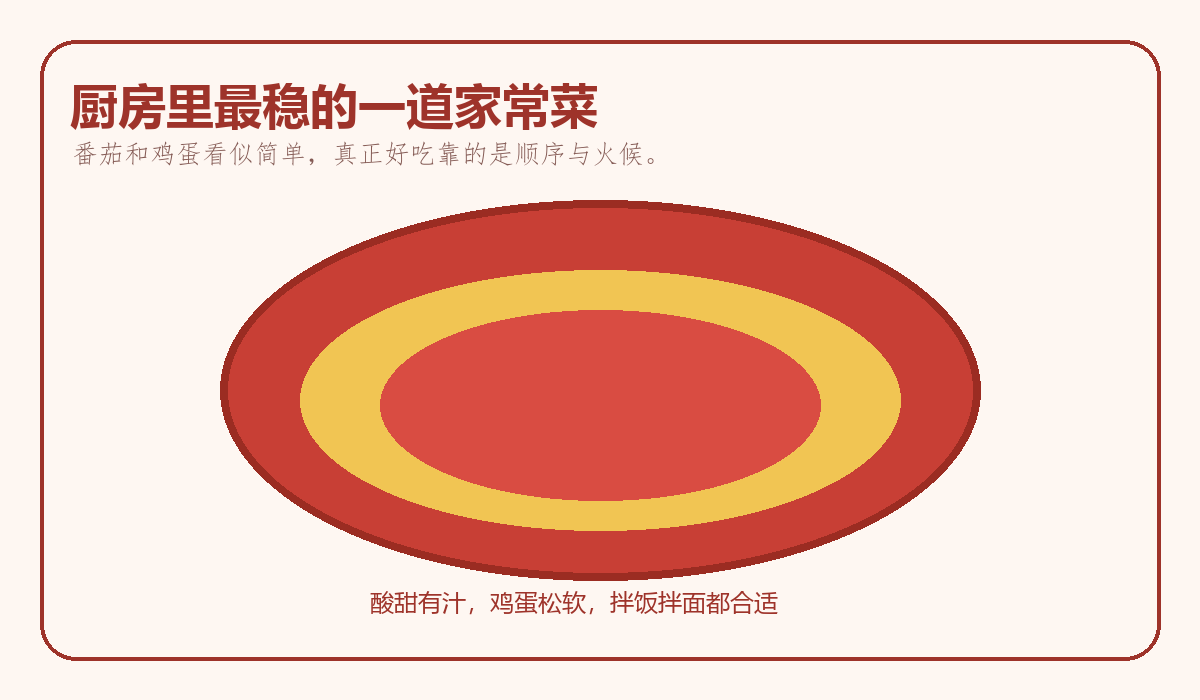 厨房里最稳的一道家常菜
番茄和鸡蛋看似简单，真正好吃靠的是顺序与火候。
酸甜有汁，鸡蛋松软，拌饭拌面都合适